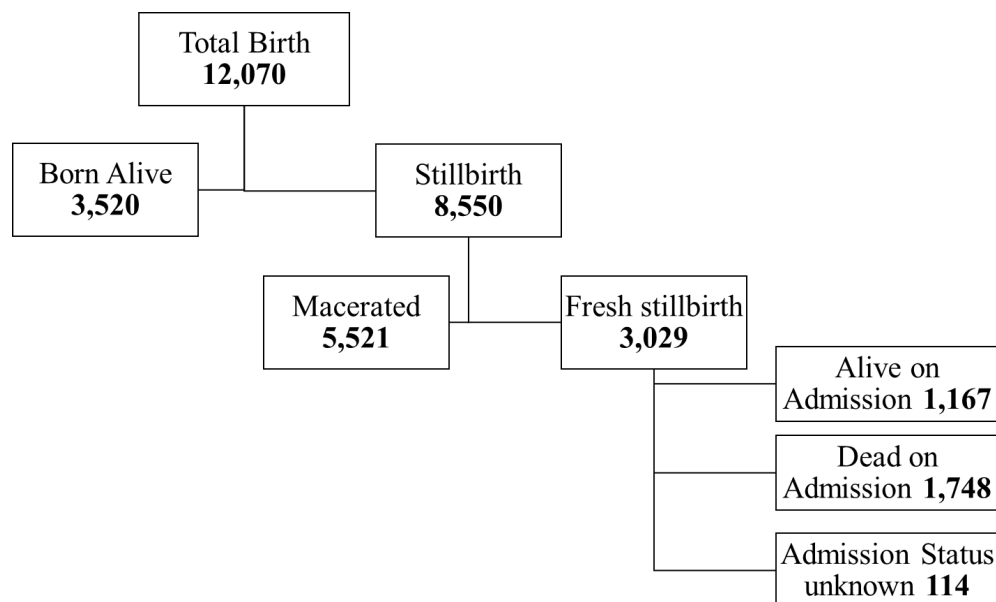 Total Birth
12,070
Born Alive
3,520
Stillbirth
8,550
Macerated
5,521
Fresh stillbirth
3,029
Alive on
Admission 1,167
Dead on
Admission 1,748
Admission Status
unknown 114